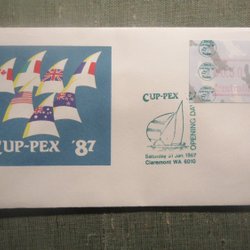 CUP-PEX '87
CUP-PEX
OPENING DAY
Saturday 31 Jan 1987
Claremont WA 6010